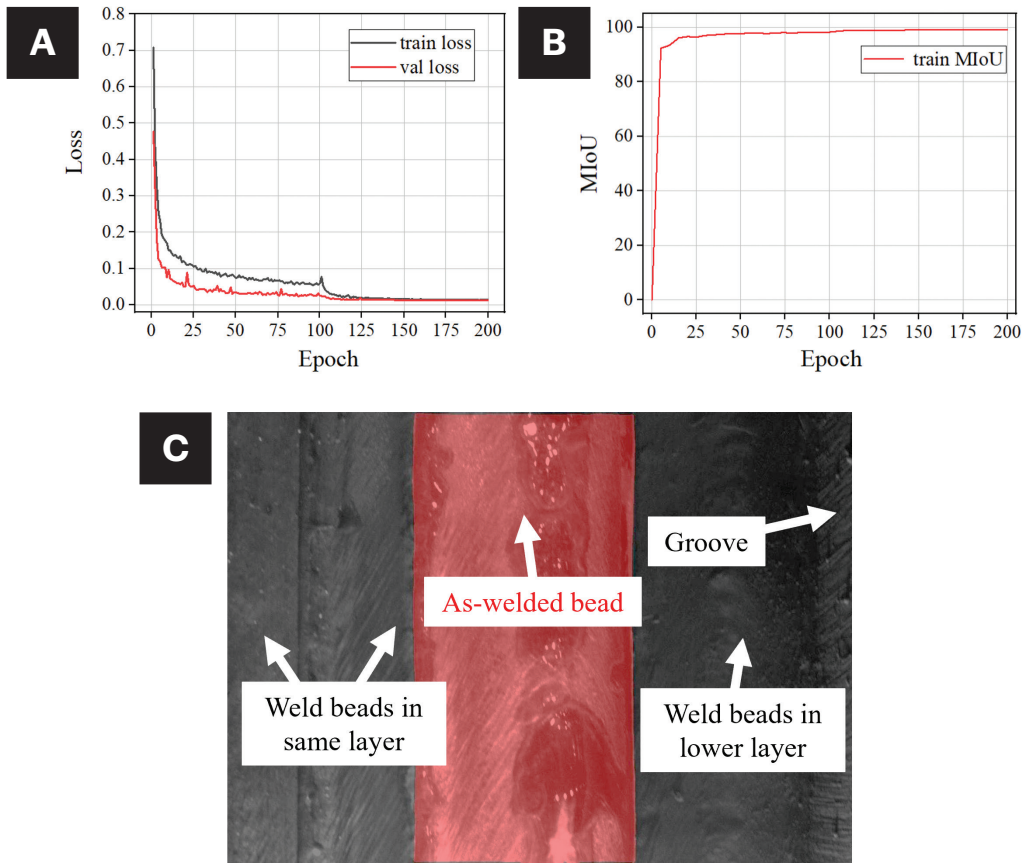 A
0.8
0.7
0.6
0.5
0.4
0.3
0.2
0.1
0.0
Loss
train loss
val loss
0 25 50 75 100 125 150 175 200
Epoch
B
100
80
60
40
20
0
MIoU
train MIoU
0 25 50 75 100 125 150 175 200
Epoch
C
Groove
As-welded bead
Weld beads in
same layer
Weld beads in
lower layer